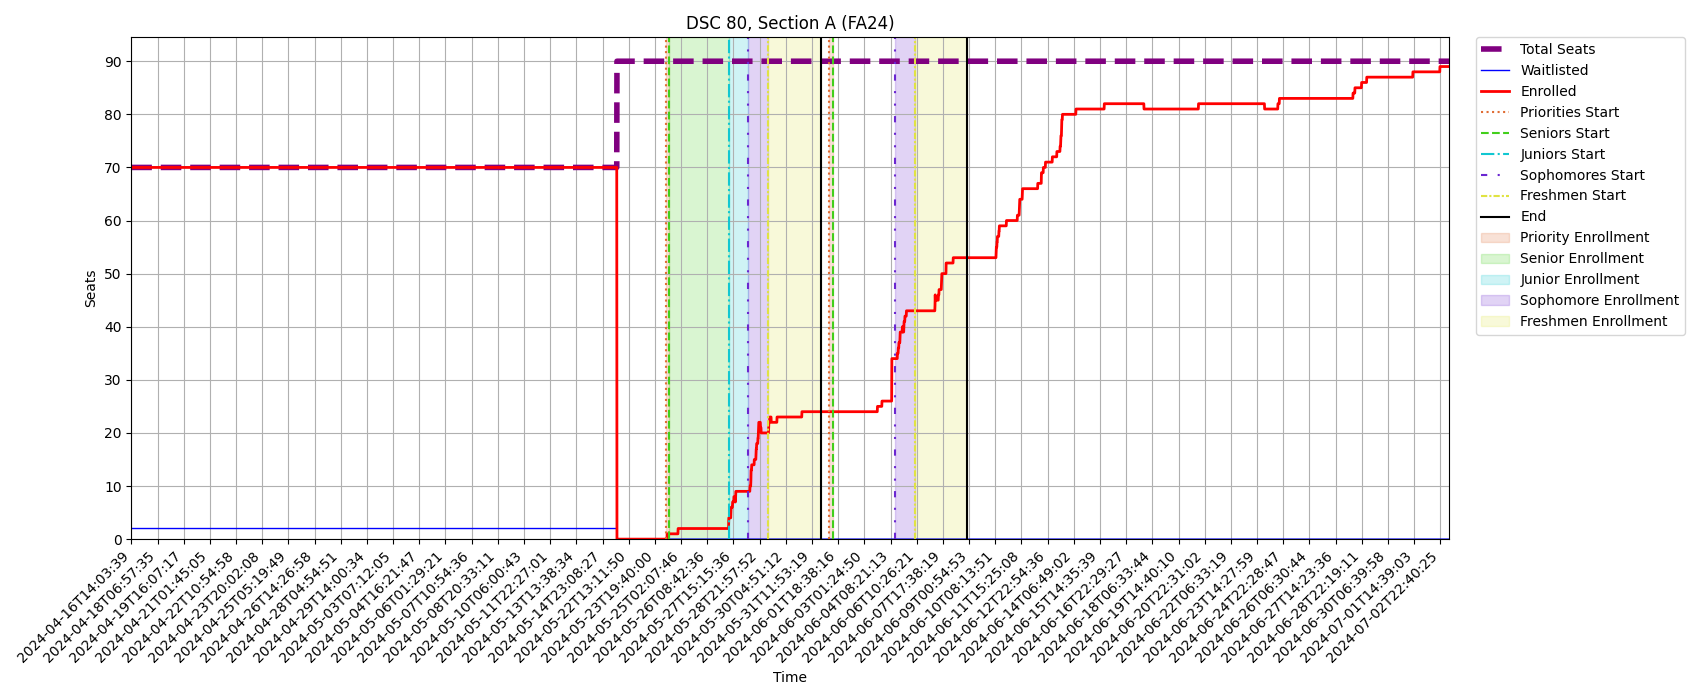 DSC 80, Section A (FA24)
Seats
90
80
70
60
50
40
30
20
10
0
2024-04-16T14:03:39
2024-04-18T06:57:35
2024-04-19T16:07:17
2024-04-21T01:45:05
2024-04-22T10:54:58
2024-04-23T20:02:08
2024-04-25T05:19:49
2024-04-26T14:26:58
2024-04-28T04:54:51
2024-04-29T14:00:34
2024-05-03T07:12:05
2024-05-04T16:21:47
2024-05-06T01:29:21
2024-05-07T10:54:36
2024-05-08T20:33:11
2024-05-10T06:00:43
2024-05-11T22:27:01
2024-05-13T13:38:34
2024-05-14T23:08:27
2024-05-22T13:11:50
2024-05-23T19:40:00
2024-05-25T02:07:46
2024-05-26T08:42:36
2024-05-27T15:15:36
2024-05-28T21:57:52
2024-05-30T04:51:12
2024-05-31T11:53:19
2024-06-01T18:38:16
2024-06-03T01:24:50
2024-06-04T08:21:13
2024-06-06T10:26:21
2024-06-07T17:38:19
2024-06-09T00:54:53
2024-06-10T08:13:51
2024-06-11T15:25:08
2024-06-12T22:54:36
2024-06-14T06:49:02
2024-06-15T14:35:39
2024-06-16T22:29:27
2024-06-18T06:33:44
2024-06-19T14:40:10
2024-06-20T22:31:02
2024-06-22T06:33:19
2024-06-23T14:27:59
2024-06-24T22:28:47
2024-06-26T06:30:44
2024-06-27T14:23:36
2024-06-28T22:19:11
2024-06-30T06:39:58
2024-07-01T14:39:03
2024-07-02T22:40:25
Time
Total Seats
Waitlisted
Enrolled
Priorities Start
Seniors Start
Juniors Start
Sophomores Start
Freshmen Start
End
Priority Enrollment
Senior Enrollment
Junior Enrollment
Sophomore Enrollment
Freshmen Enrollment